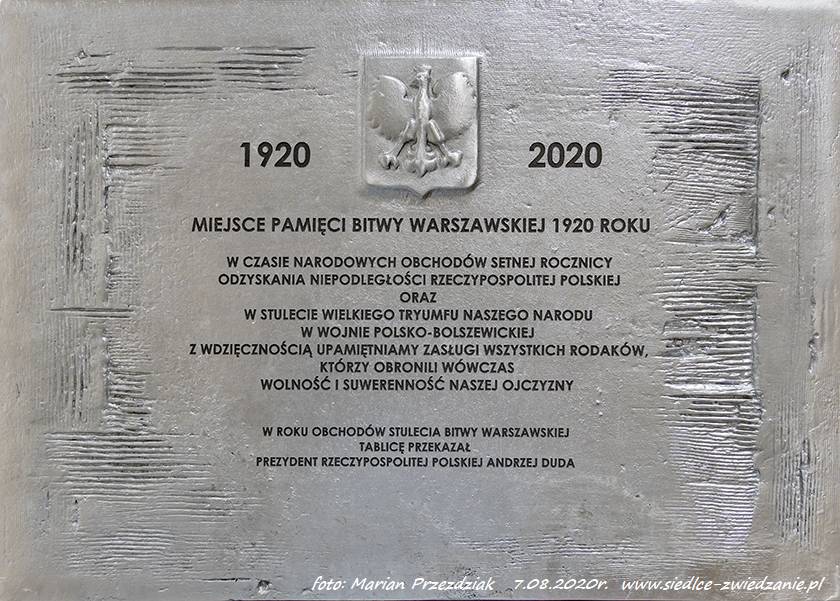 1920 2020
MIEJSCE PAMIĘCI BITWY WARSZAWSKIEJ 1920 ROKU
W CZASIE NARODOWYCH OBCHODÓW SETNEJ ROCZNICY
ODZYSKANIA NIEPODLEGŁOŚCI RZECZYPOSPOLITEJ POLSKIEJ
ORAZ
W STULECIE WIELKIEGO TRYUMFU NASZEGO NARODU
W WOJNIE POLSKO-BOLSZEWICKIEJ
Z WDZIĘCZNOŚCIĄ UPAMIĘTNIAMY ZASŁUGI WSZYSTKICH RODAKÓW,
KTÓRZY OBRONILI WÓWCZAS
WOLNOŚĆ I SUWERENNOŚĆ NASZEJ OJCZYZNY
W ROKU OBCHODÓW STULECIA BITWY WARSZAWSKIEJ
TABLICĘ PRZEKAZAŁ
PREZYDENT RZECZYPOSPOLITEJ POLSKIEJ ANDRZEJ DUDA
foto: Marian Przezdziak 7.08.2020r. www.siedlce-zwiedzanie.pl